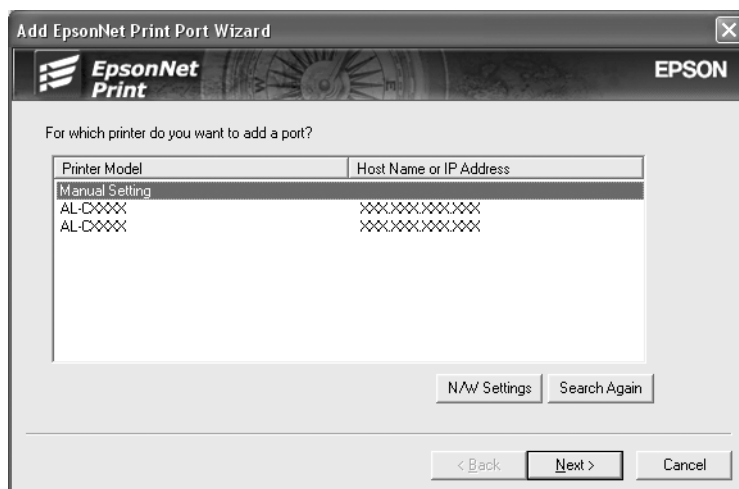 Add EpsonNet Print Port Wizard
EpsonNet
Print
EPSON
For which printer do you want to add a port?
Printer Model Host Name or IP Address
Manual Setting
AL-CXXXX XXX.XXX.XXX.XXX
AL-CXXXX XXX.XXX.XXX.XXX
N/W Settings Search Again
< Back Next > Cancel